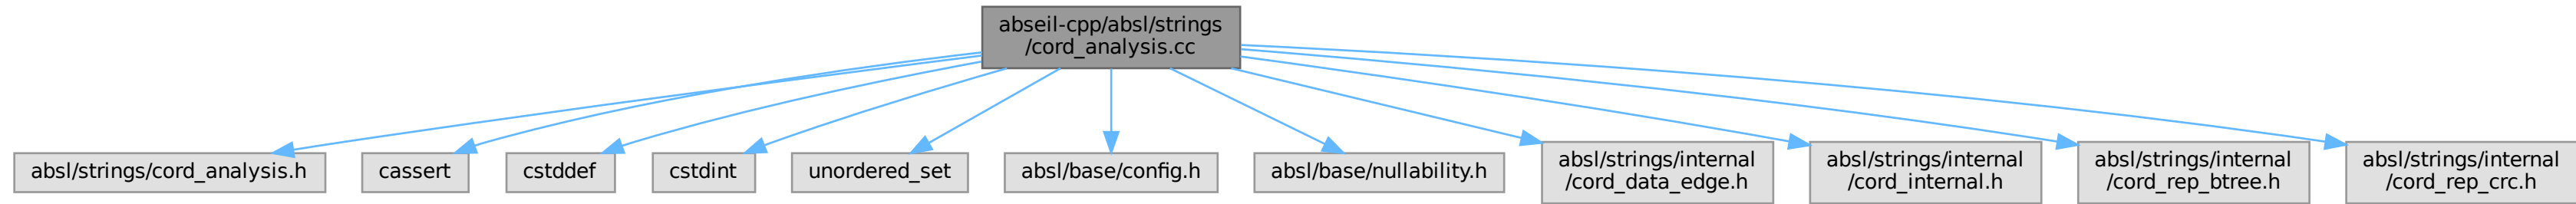 abseil-cpp/absl/strings
/cord_analysis.cc
absl/strings/cord_analysis.h
cassert
cstddef
cstdint
unordered_set
absl/base/config.h
absl/base/nullability.h
absl/strings/internal
/cord_data_edge.h
absl/strings/internal
/cord_internal.h
absl/strings/internal
/cord_rep_btree.h
absl/strings/internal
/cord_rep_crc.h